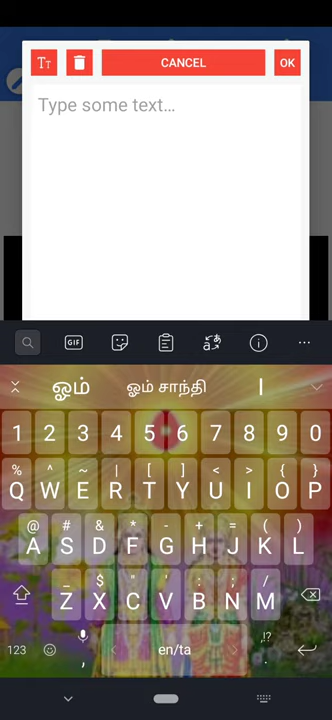 Tт CANCEL OK
Type some text...
GIF
ஓம் ஓம் சாந்தி |
1 2 3 4 5 6 7 8 9 0
% ^ ~ | [ ] < > { }
Q W E R T Y U I O P
@ # & * - + = ( )
A S D F G H J K L
_ $ " ' : ; /
Z X C V B N M
,!?
123 , en/ta .